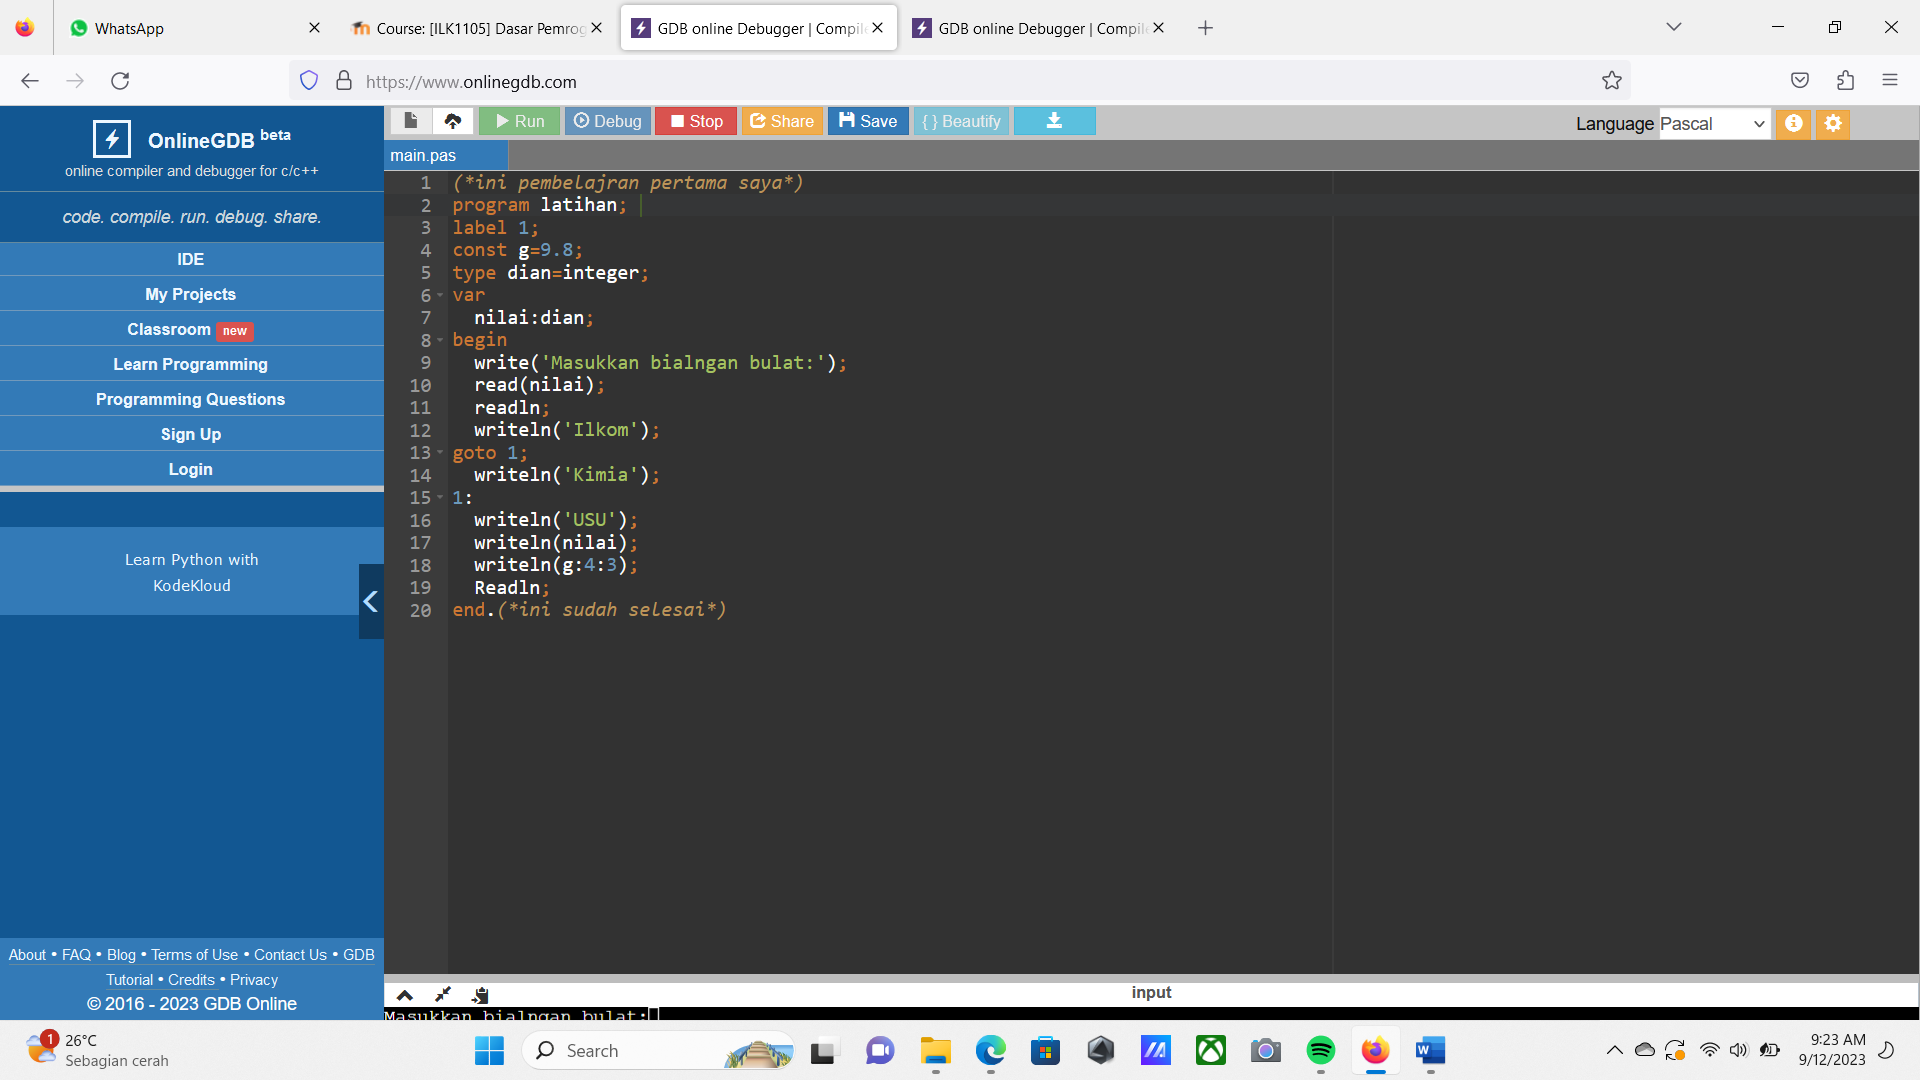 WhatsApp
Course: [ILK1105] Dasar Pemrog
GDB online Debugger | Compile
GDB online Debugger | Compile
https://www.onlinegdb.com
OnlineGDB beta
online compiler and debugger for c/c++
code. compile. run. debug. share.
IDE
My Projects
Classroom new
Learn Programming
Programming Questions
Sign Up
Login
Learn Python with
KodeKloud
About • FAQ • Blog • Terms of Use • Contact Us • GDB
Tutorial • Credits • Privacy
© 2016 - 2023 GDB Online
Run Debug Stop Share Save { } Beautify
Language Pascal
main.pas
1 (*ini pembelajran pertama saya*)
2 program latihan;
3 label 1;
4 const g=9.8;
5 type dian=integer;
6 var
7 nilai:dian;
8 begin
9 write('Masukkan bialngan bulat:');
10 read(nilai);
11 readln;
12 writeln('Ilkom');
13 goto 1;
14 writeln('Kimia');
15 1:
16 writeln('USU');
17 writeln(nilai);
18 writeln(g:4:3);
19 Readln;
20 end.(*ini sudah selesai*)
input
Masukkan bialngan bulat:
1
26°C
Sebagian cerah
Search
9:23 AM
9/12/2023